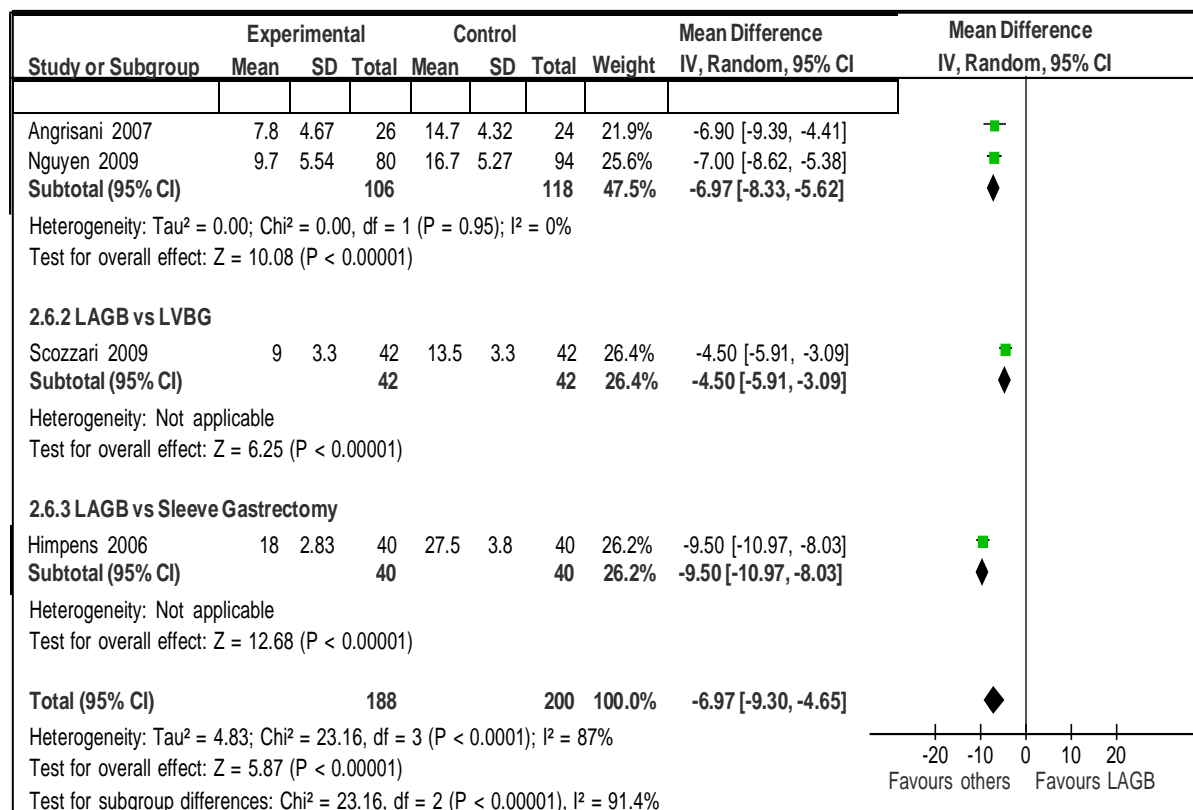 Experimental Control Mean Difference Mean Difference
Study or Subgroup Mean SD Total Mean SD Total Weight IV, Random, 95% CI IV, Random, 95% CI
Angrisani 2007 7.8 4.67 26 14.7 4.32 24 21.9% -6.90 [-9.39, -4.41]
Nguyen 2009 9.7 5.54 80 16.7 5.27 94 25.6% -7.00 [-8.62, -5.38]
Subtotal (95% CI) 106 118 47.5% -6.97 [-8.33, -5.62]
Heterogeneity: Tau² = 0.00; Chi² = 0.00, df = 1 (P = 0.95); I² = 0%
Test for overall effect: Z = 10.08 (P < 0.00001)
2.6.2 LAGB vs LVBG
Scozzari 2009 9 3.3 42 13.5 3.3 42 26.4% -4.50 [-5.91, -3.09]
Subtotal (95% CI) 42 42 26.4% -4.50 [-5.91, -3.09]
Heterogeneity: Not applicable
Test for overall effect: Z = 6.25 (P < 0.00001)
2.6.3 LAGB vs Sleeve Gastrectomy
Himpens 2006 18 2.83 40 27.5 3.8 40 26.2% -9.50 [-10.97, -8.03]
Subtotal (95% CI) 40 40 26.2% -9.50 [-10.97, -8.03]
Heterogeneity: Not applicable
Test for overall effect: Z = 12.68 (P < 0.00001)
Total (95% CI) 188 200 100.0% -6.97 [-9.30, -4.65]
Heterogeneity: Tau² = 4.83; Chi² = 23.16, df = 3 (P < 0.0001); I² = 87%
Test for overall effect: Z = 5.87 (P < 0.00001)
Test for subgroup differences: Chi² = 23.16, df = 2 (P < 0.00001), I² = 91.4%
-20 -10 0 10 20
Favours others Favours LAGB